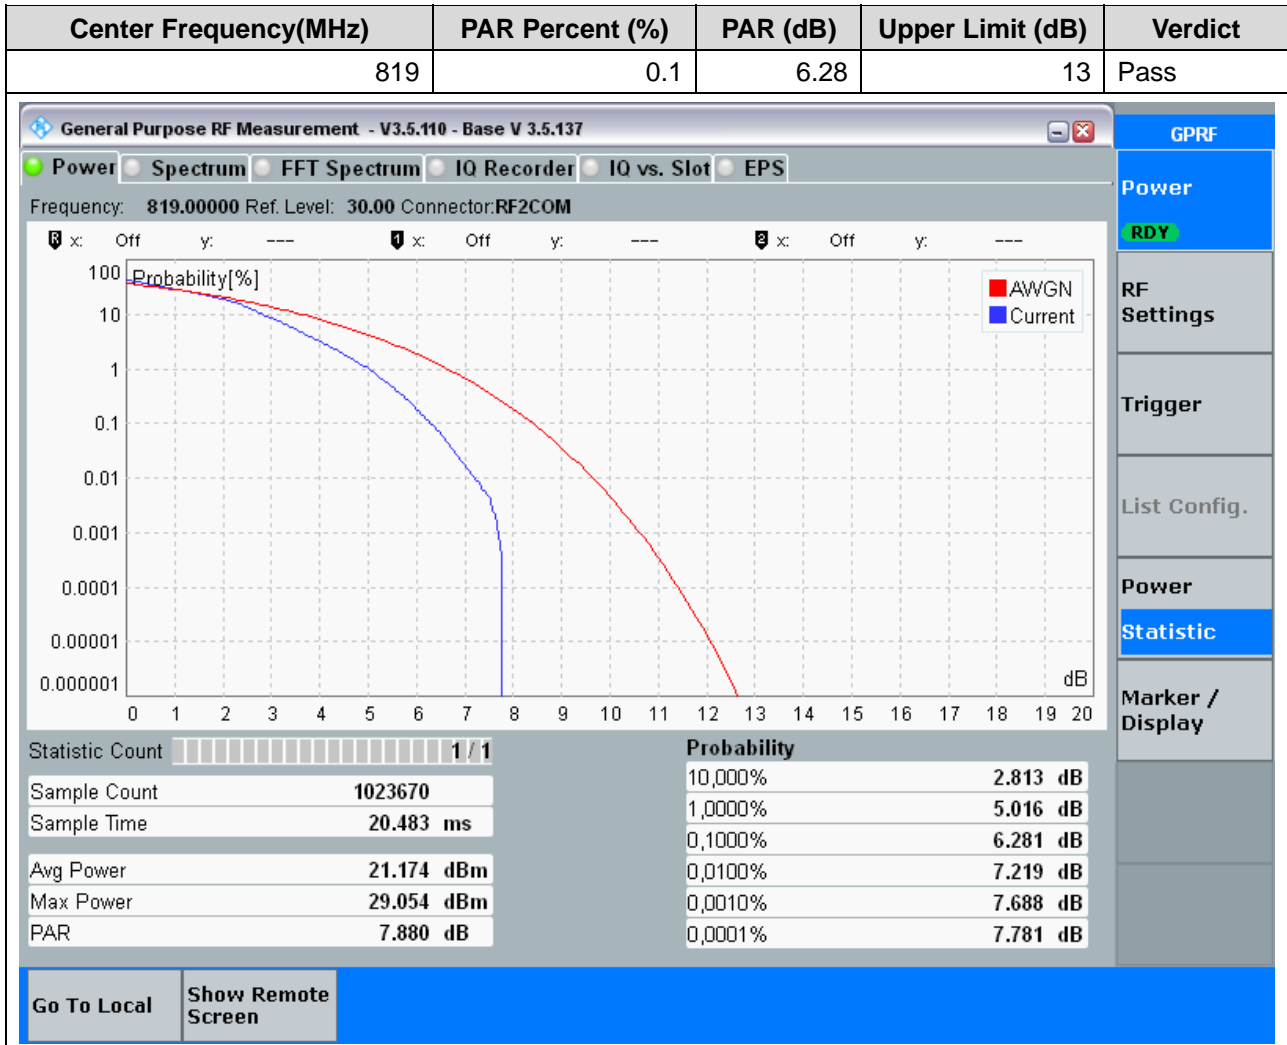 Center Frequency(MHz) PAR Percent (%) PAR (dB) Upper Limit (dB) Verdict
819 0.1 6.28 13 Pass
General Purpose RF Measurement - V3.5.110 - Base V 3.5.137
GPRF
Power Spectrum FFT Spectrum IQ Recorder IQ vs. Slot EPS
Frequency: 819.00000 Ref. Level: 30.00 Connector:RF2COM
R x: Off y: --- 1 x: Off y: --- 2 x: Off y: ---
Probability[%]
100
10
1
0.1
0.01
0.001
0.0001
0.00001
0.000001
AWGN
Current
dB
0 1 2 3 4 5 6 7 8 9 10 11 12 13 14 15 16 17 18 19 20
Statistic Count 1 / 1
Sample Count 1023670
Sample Time 20.483 ms
Avg Power 21.174 dBm
Max Power 29.054 dBm
PAR 7.880 dB
Probability
10,000% 2.813 dB
1,0000% 5.016 dB
0,1000% 6.281 dB
0,0100% 7.219 dB
0,0010% 7.688 dB
0,0001% 7.781 dB
Power
RDY
RF
Settings
Trigger
List Config.
Power
Statistic
Marker /
Display
Go To Local
Show Remote
Screen